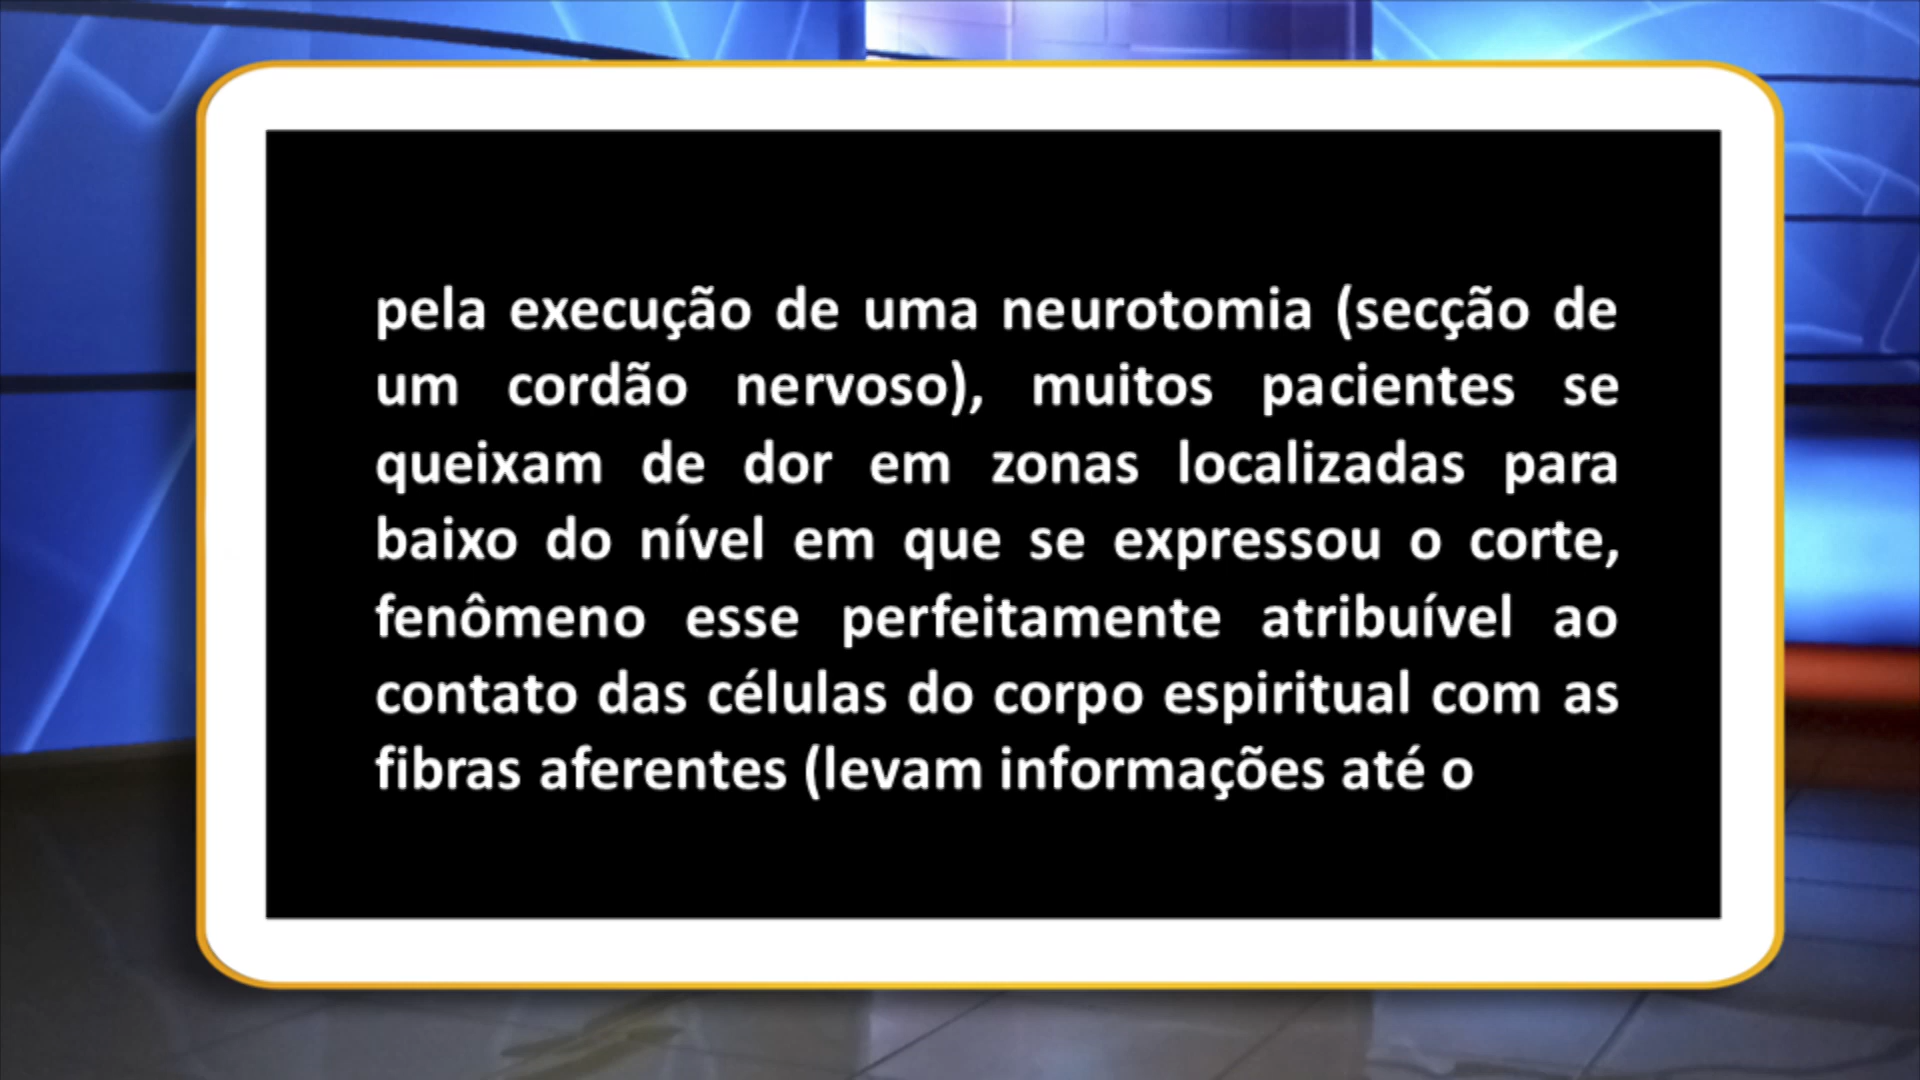 pela execução de uma neurotomia (secção de
um cordão nervoso), muitos pacientes se
queixam de dor em zonas localizadas para
baixo do nível em que se expressou o corte,
fenômeno esse perfeitamente atribuível ao
contato das células do corpo espiritual com as
fibras aferentes (levam informações até o